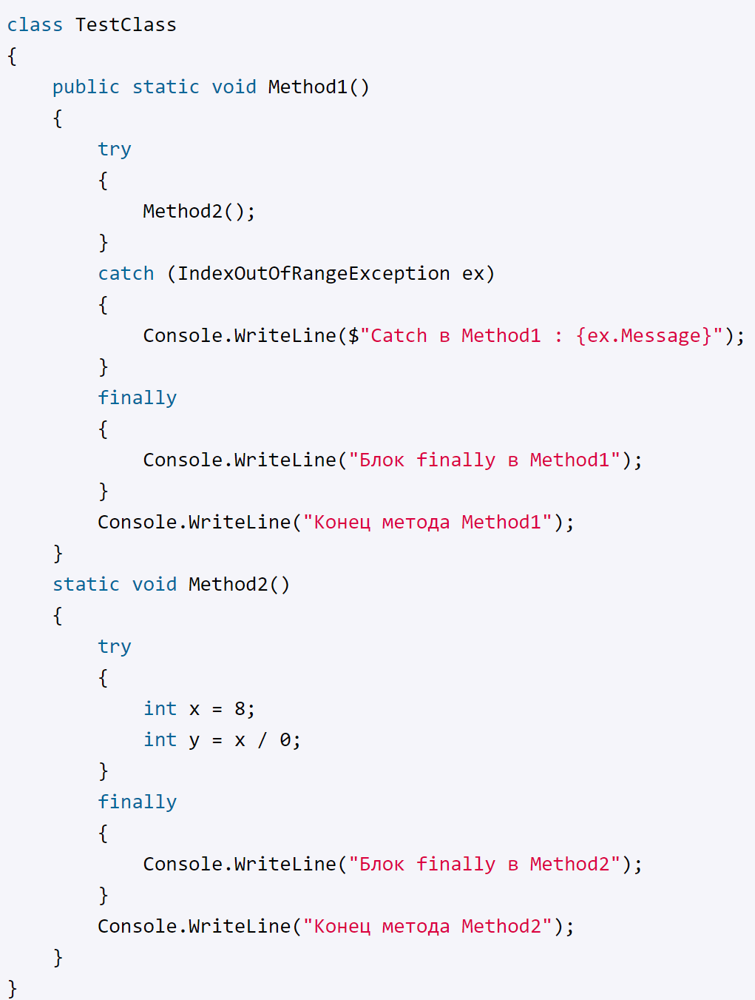 class TestClass
{
    public static void Method1()
    {
        try
        {
            Method2();
        }
        catch (IndexOutOfRangeException ex)
        {
            Console.WriteLine($"Catch в Method1 : {ex.Message}");
        }
        finally
        {
            Console.WriteLine("Блок finally в Method1");
        }
        Console.WriteLine("Конец метода Method1");
    }
    static void Method2()
    {
        try
        {
            int x = 8;
            int y = x / 0;
        }
        finally
        {
            Console.WriteLine("Блок finally в Method2");
        }
        Console.WriteLine("Конец метода Method2");
    }
}